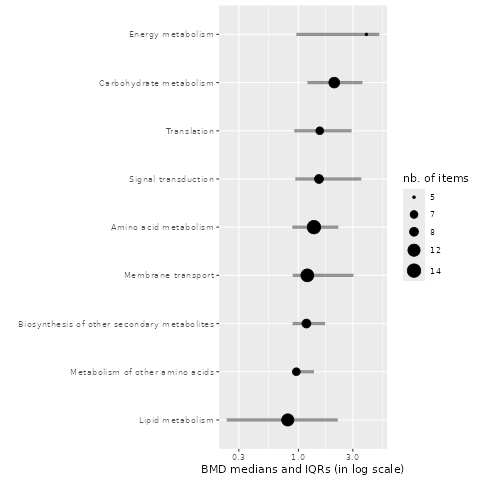 Energy metabolism
Carbohydrate metabolism
Translation
Signal transduction
Amino acid metabolism
Membrane transport
Biosynthesis of other secondary metabolites
Metabolism of other amino acids
Lipid metabolism
0.3 1.0 3.0
BMD medians and IQRs (in log scale)
nb. of items
5
7
8
12
14